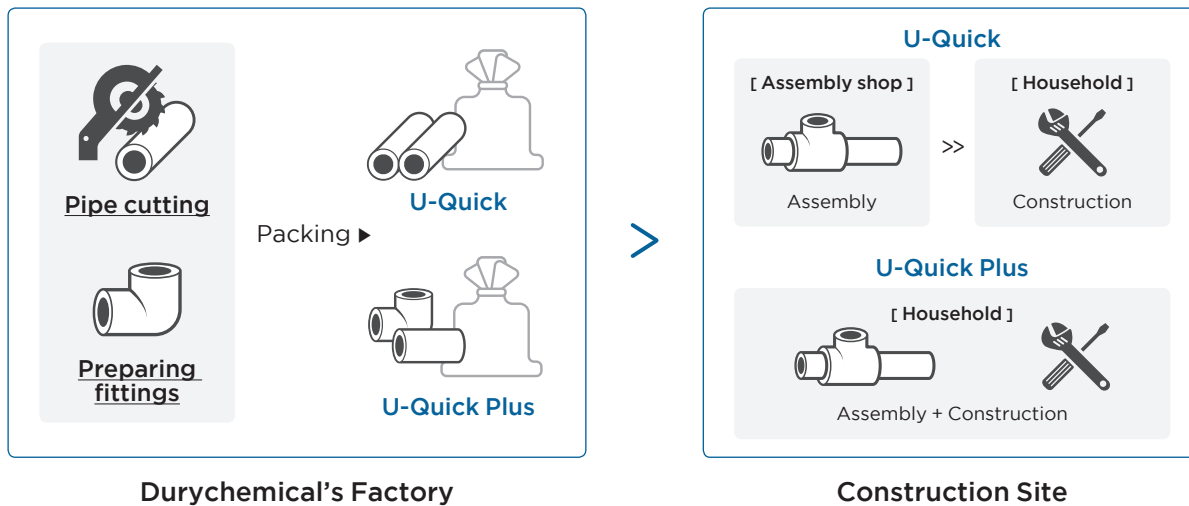 Pipe cutting
Preparing
fittings
Packing ▶
U-Quick
U-Quick Plus
Durychemical's Factory
>
U-Quick
[ Assembly shop ]
Assembly
>>
[ Household ]
Construction
U-Quick Plus
[ Household ]
Assembly + Construction
Construction Site